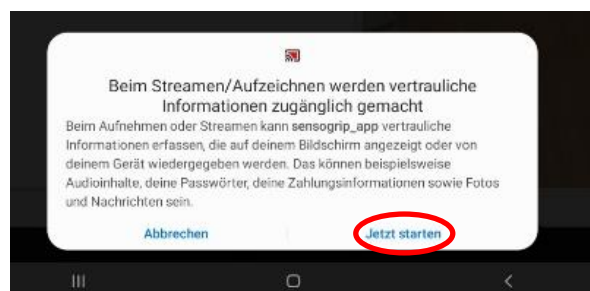 Beim Streamen/Aufzeichnen werden vertrauliche
Informationen zugänglich gemacht
Beim Aufnehmen oder Streamen kann sensogrip_app vertrauliche
Informationen erfassen, die auf deinem Bildschirm angezeigt oder von
deinem Gerät wiedergegeben werden. Das können beispielsweise
Audioinhalte, deine Passwörter, deine Zahlungsinformationen sowie Fotos
und Nachrichten sein.
Abbrechen
Jetzt starten